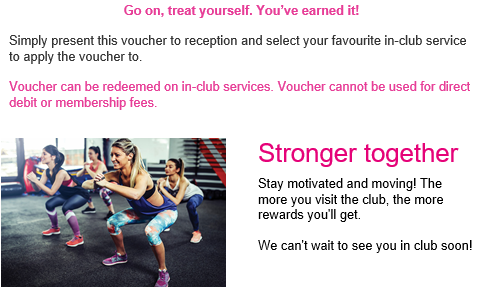 Go on, treat yourself. You've earned it!
Simply present this voucher to reception and select your favourite in-club service
to apply the voucher to.
Voucher can be redeemed on in-club services. Voucher cannot be used for direct
debit or membership fees.
Stronger together
Stay motivated and moving! The
more you visit the club, the more
rewards you'll get.
We can't wait to see you in club soon!